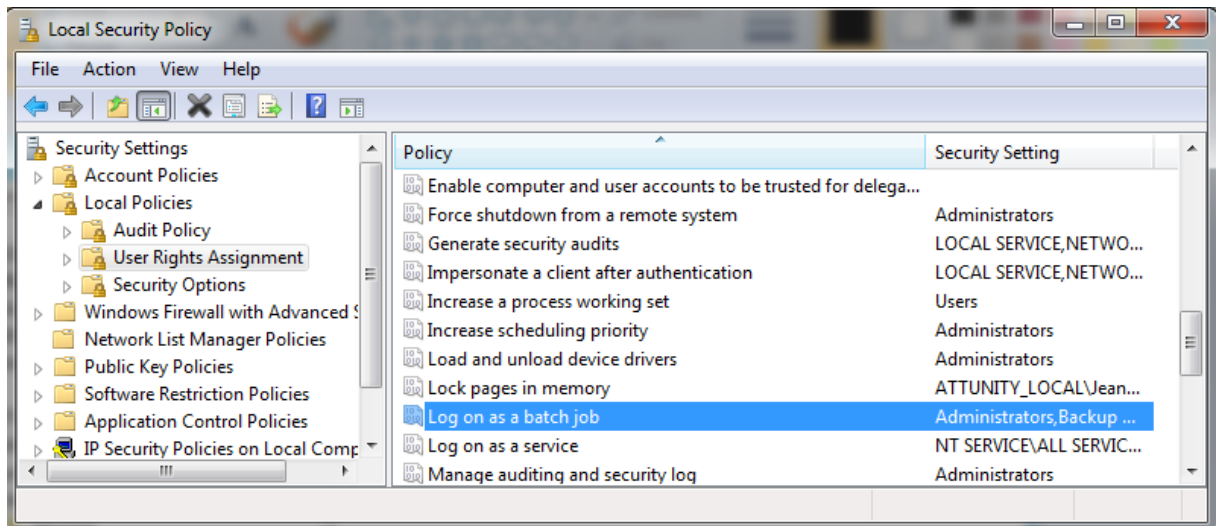 Local Security Policy
File Action View Help
Security Settings
Account Policies
Local Policies
Audit Policy
User Rights Assignment
Security Options
Windows Firewall with Advanced
Network List Manager Policies
Public Key Policies
Software Restriction Policies
Application Control Policies
IP Security Policies on Local Comp
Policy Security Setting
Enable computer and user accounts to be trusted for delega...
Force shutdown from a remote system Administrators
Generate security audits LOCAL SERVICE,NETWO...
Impersonate a client after authentication LOCAL SERVICE,NETWO...
Increase a process working set Users
Increase scheduling priority Administrators
Load and unload device drivers Administrators
Lock pages in memory ATTUNITY_LOCAL\Jean...
Log on as a batch job Administrators,Backup ...
Log on as a service NT SERVICE\ALL SERVIC...
Manage auditing and security log Administrators